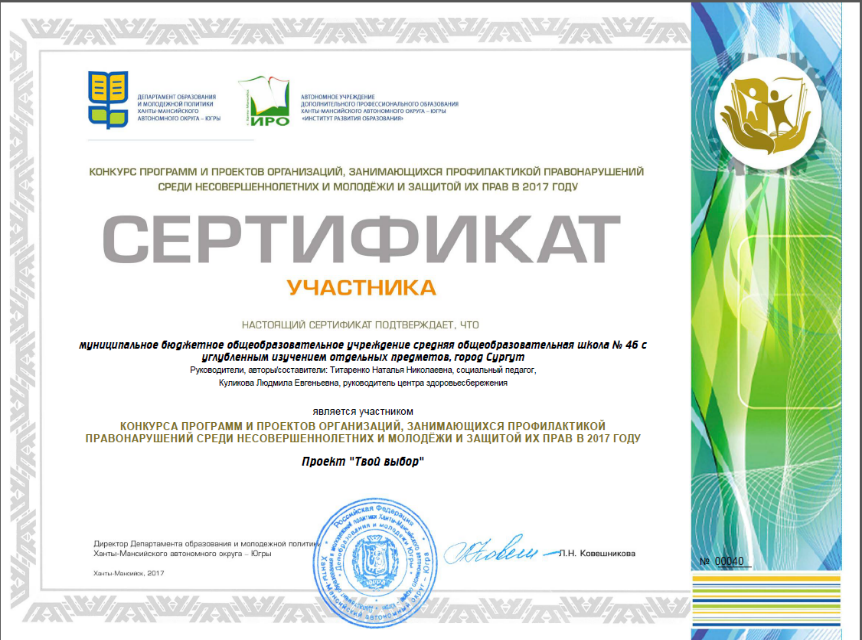 ДЕПАРТАМЕНТ ОБРАЗОВАНИЯ
И МОЛОДЕЖНОЙ ПОЛИТИКИ
ХАНТЫ-МАНСИЙСКОГО
АВТОНОМНОГО ОКРУГА – ЮГРЫ
ИРО
АВТОНОМНОЕ УЧРЕЖДЕНИЕ
ДОПОЛНИТЕЛЬНОГО ПРОФЕССИОНАЛЬНОГО ОБРАЗОВАНИЯ
ХАНТЫ-МАНСИЙСКОГО АВТОНОМНОГО ОКРУГА – ЮГРЫ
«ИНСТИТУТ РАЗВИТИЯ ОБРАЗОВАНИЯ»
КОНКУРС ПРОГРАММ И ПРОЕКТОВ ОРГАНИЗАЦИЙ, ЗАНИМАЮЩИХСЯ ПРОФИЛАКТИКОЙ ПРАВОНАРУШЕНИЙ
СРЕДИ НЕСОВЕРШЕННОЛЕТНИХ И МОЛОДЁЖИ И ЗАЩИТОЙ ИХ ПРАВ В 2017 ГОДУ
СЕРТИФИКАТ
УЧАСТНИКА
НАСТОЯЩИЙ СЕРТИФИКАТ ПОДТВЕРЖДАЕТ, ЧТО
муниципальное бюджетное общеобразовательное учреждение средняя общеобразовательная школа № 46 с
углубленным изучением отдельных предметов, город Сургут
Руководители, авторы/составители: Титаренко Наталья Николаевна, социальный педагог,
Куликова Людмила Евгеньевна, руководитель центра здоровьесбережения
является участником
КОНКУРСА ПРОГРАММ И ПРОЕКТОВ ОРГАНИЗАЦИЙ, ЗАНИМАЮЩИХСЯ ПРОФИЛАКТИКОЙ
ПРАВОНАРУШЕНИЙ СРЕДИ НЕСОВЕРШЕННОЛЕТНИХ И МОЛОДЁЖИ И ЗАЩИТОЙ ИХ ПРАВ В 2017 ГОДУ
Проект "Твой выбор"
Российская Федерация
Директор Департамента образования и молодежной политики
Ханты-Мансийского автономного округа – Югры
Л.Н. Ковешникова
Ханты-Мансийск, 2017
№ 00040